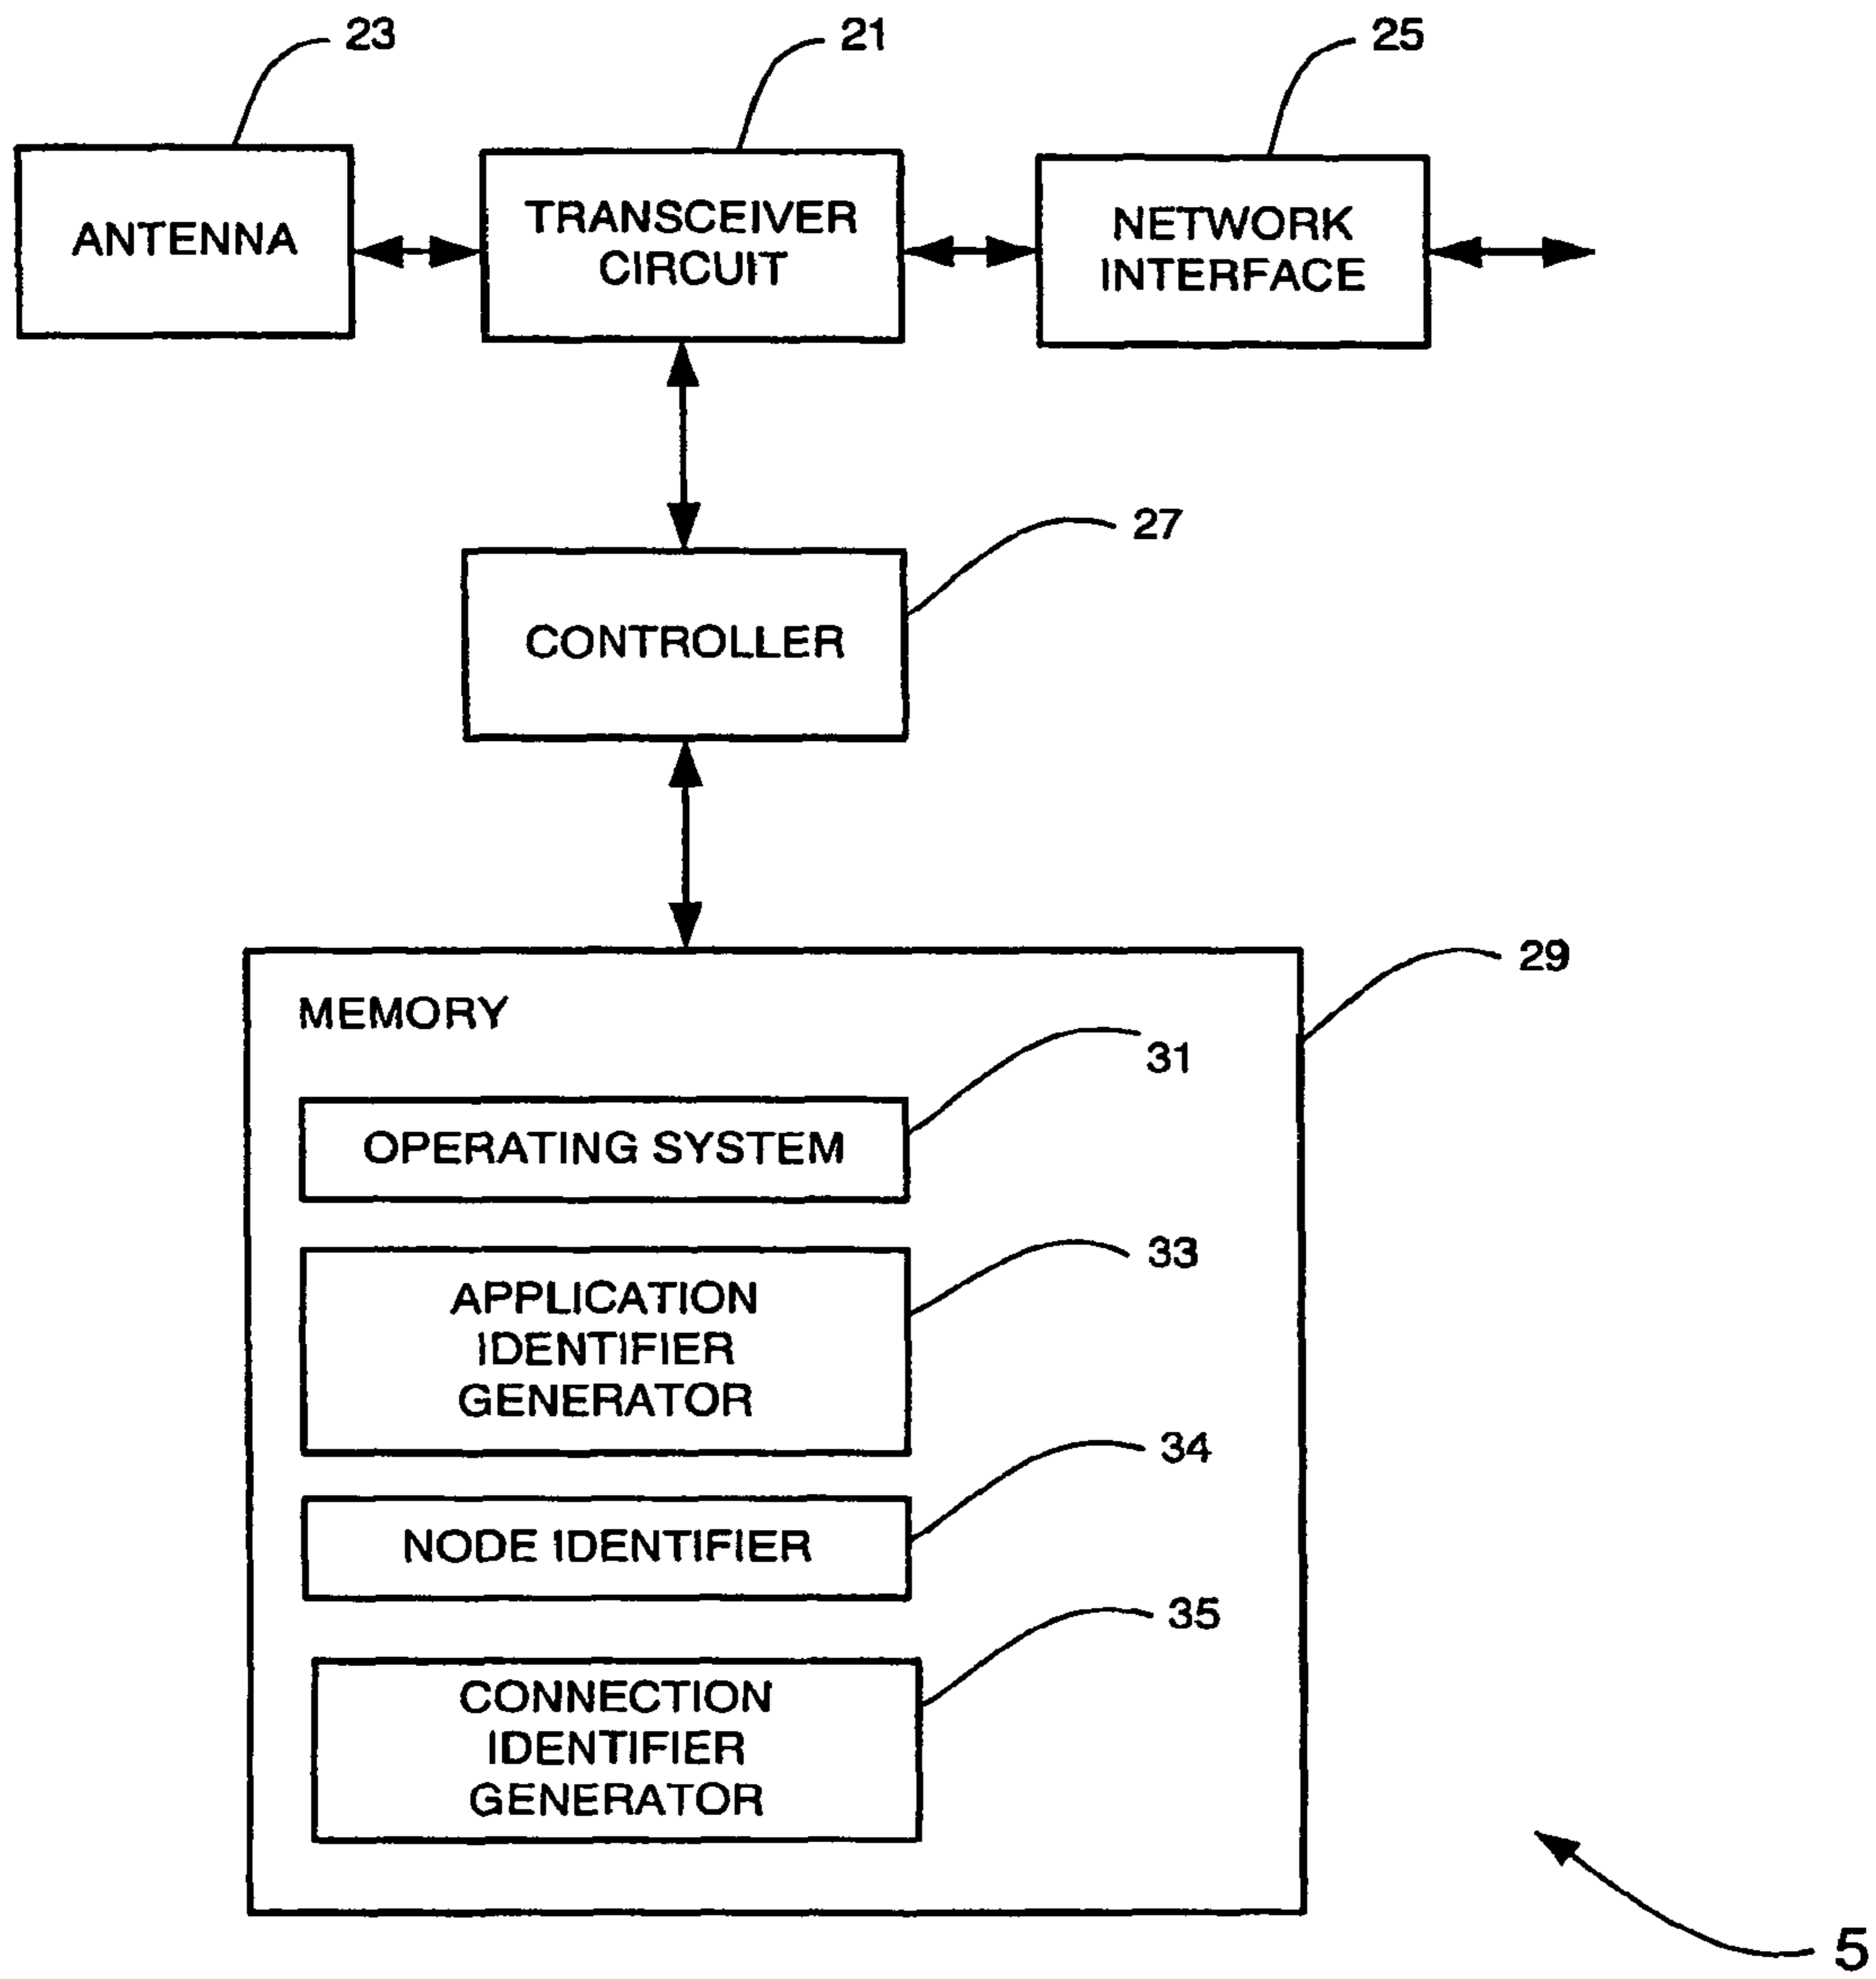 23
21
25
ANTENNA
TRANSCEIVER
CIRCUIT
NETWORK
INTERFACE
27
CONTROLLER
29
MEMORY
31
OPERATING SYSTEM
33
APPLICATION
IDENTIFIER
GENERATOR
34
NODE IDENTIFIER
35
CONNECTION
IDENTIFIER
GENERATOR
5